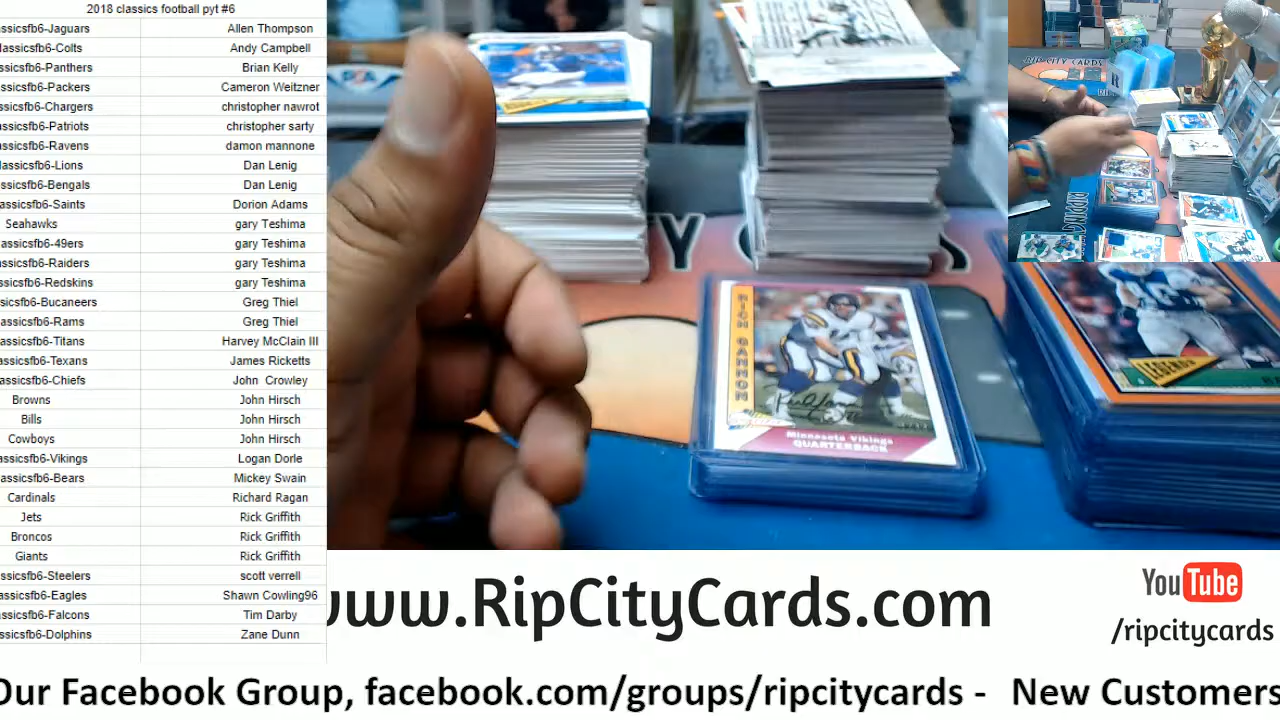 2018 classics football pyt #6
assicsfb6-Jaguars Allen Thompson
lassicsfb6-Colts Andy Campbell
ssicsfb6-Panthers Brian Kelly
ssicsfb6-Packers Cameron Weitzner
ssicsfb6-Chargers christopher nawrot
assicsfb6-Patriots christopher sarty
assicsfb6-Ravens damon mannone
lassicsfb6-Lions Dan Lenig
assicsfb6-Bengals Dan Lenig
assicsfb6-Saints Dorion Adams
Seahawks gary Teshima
assicsfb6-49ers gary Teshima
assicsfb6-Raiders gary Teshima
ssicsfb6-Redskins gary Teshima
sicsfb6-Bucaneers Greg Thiel
assicsfb6-Rams Greg Thiel
assicsfb6-Titans Harvey McClain III
assicsfb6-Texans James Ricketts
assicsfb6-Chiefs John Crowley
Browns John Hirsch
Bills John Hirsch
Cowboys John Hirsch
assicsfb6-Vikings Logan Dorle
assicsfb6-Bears Mickey Swain
Cardinals Richard Ragan
Jets Rick Griffith
Broncos Rick Griffith
Giants Rick Griffith
ssicsfb6-Steelers scott verrell
ssicsfb6-Eagles Shawn Cowling96
assicsfb6-Falcons Tim Darby
ssicsfb6-Dolphins Zane Dunn
RIP CITY CARDS
RICH GANNON
Minnesota Vikings
QUARTERBACK
LEGENDS
www.RipCityCards.com
YouTube
/ripcitycards
Our Facebook Group, facebook.com/groups/ripcitycards - New Customers